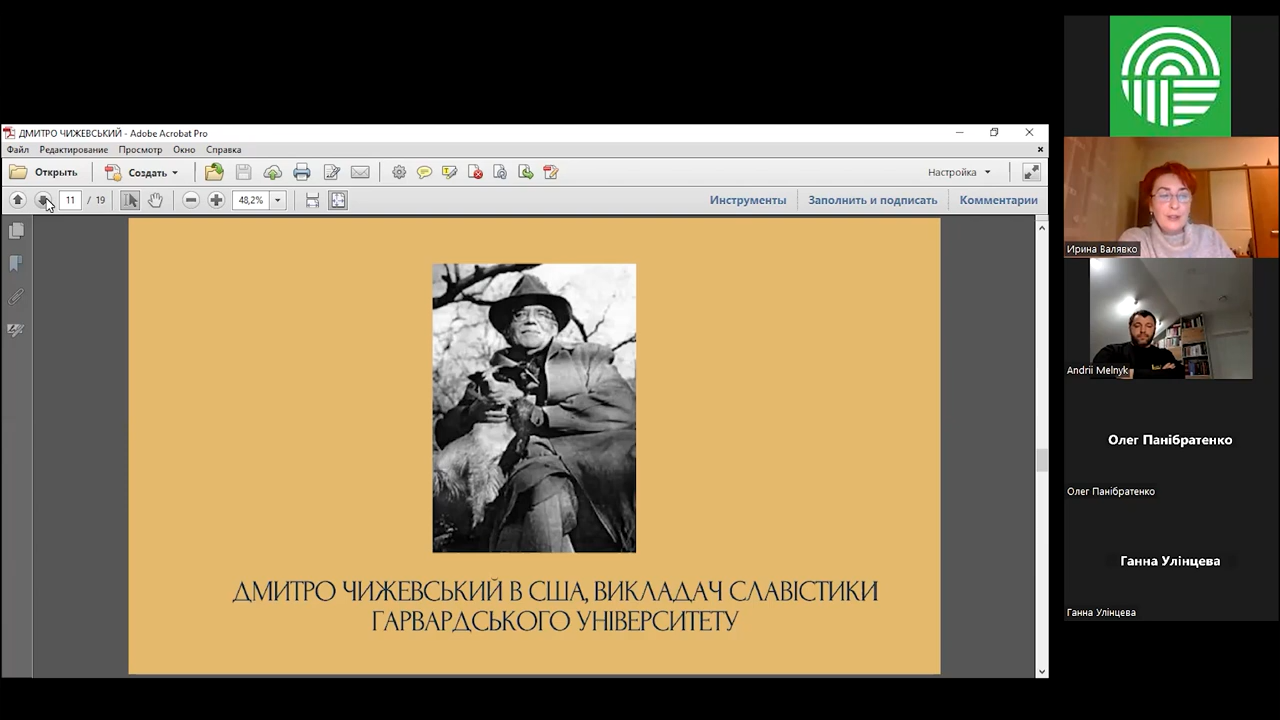 ДМИТРО ЧИЖЕВСЬКИЙ - Adobe Acrobat Pro
Файл Редактирование Просмотр Окно Справка
Открыть Создать Настройка
11 / 19 48,2% Инструменты Заполнить и подписать Комментарии
ДМИТРО ЧИЖЕВСЬКИЙ В США, ВИКЛАДАЧ СЛАВІСТИКИ
ГАРВАРДСЬКОГО УНІВЕРСИТЕТУ
Ирина Валявко
Andrii Melnyk
Олег Панібратенко
Олег Панібратенко
Ганна Улінцева
Ганна Улінцева